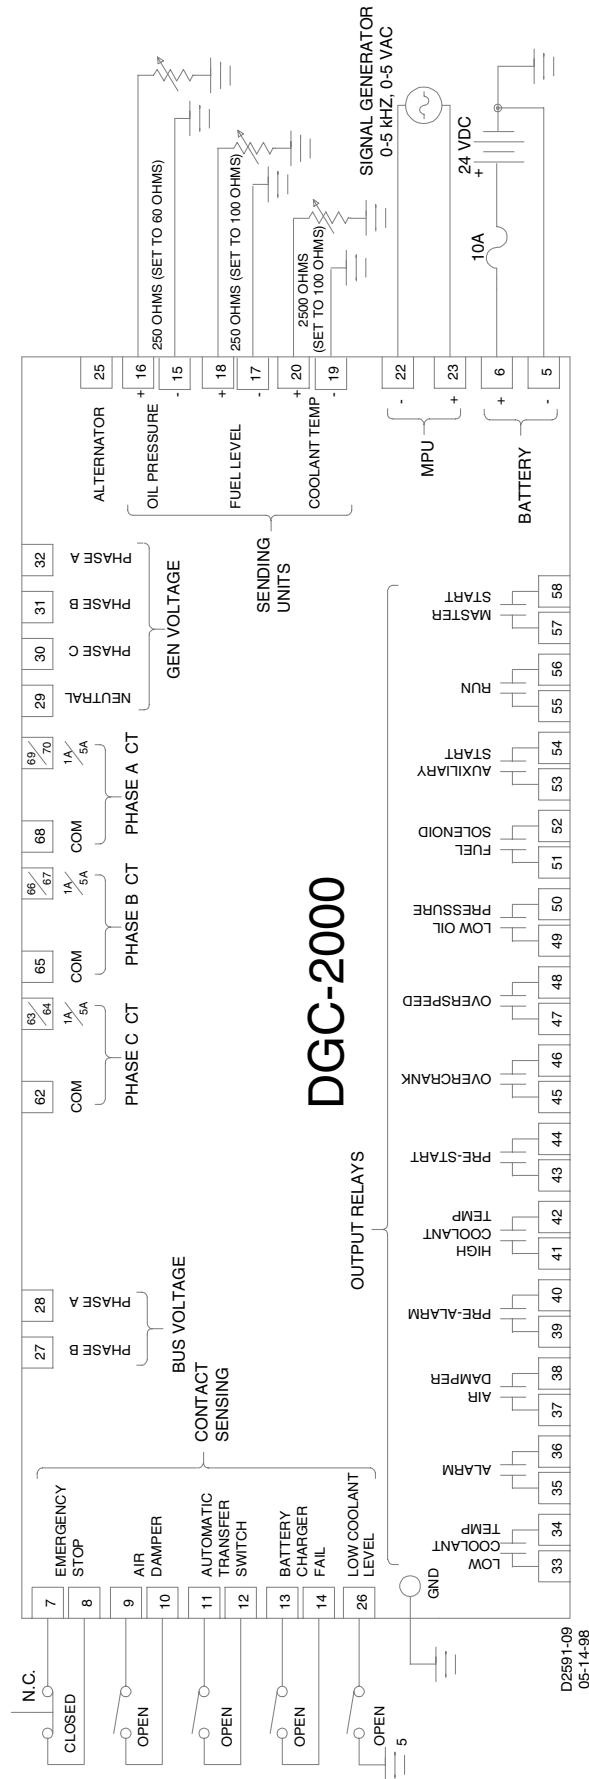 7
8
9
10
11
12
13
14
26
N.C.
CLOSED
OPEN
OPEN
OPEN
OPEN
5
EMERGENCY
STOP
AIR
DAMPER
AUTOMATIC
TRANSFER
SWITCH
BATTERY
CHARGER
FAIL
LOW COOLANT
LEVEL
CONTACT
SENSING
GND
27
28
PHASE B
PHASE A
BUS VOLTAGE
62
63/64
COM
1A/5A
PHASE C CT
65
66/67
COM
1A/5A
PHASE B CT
68
69/70
COM
1A/5A
PHASE A CT
29
30
31
32
NEUTRAL
PHASE C
PHASE B
PHASE A
GEN VOLTAGE
DGC-2000
ALTERNATOR
25
OIL PRESSURE
+
16
-
15
250 OHMS (SET TO 60 OHMS)
FUEL LEVEL
+
18
-
17
250 OHMS (SET TO 100 OHMS)
COOLANT TEMP
+
20
-
19
2500 OHMS
(SET TO 100 OHMS)
SENDING
UNITS
MPU
-
22
+
23
SIGNAL GENERATOR
0-5 kHZ, 0-5 VAC
BATTERY
+
6
-
5
10A
24 VDC
+
OUTPUT RELAYS
LOW
COOLANT
TEMP
33
34
ALARM
35
36
AIR
DAMPER
37
38
PRE-ALARM
39
40
HIGH
COOLANT
TEMP
41
42
PRE-START
43
44
OVERCRANK
45
46
OVERSPEED
47
48
LOW OIL
PRESSURE
49
50
FUEL
SOLENOID
51
52
AUXILIARY
START
53
54
RUN
55
56
MASTER
START
57
58
D2591-09
05-14-98